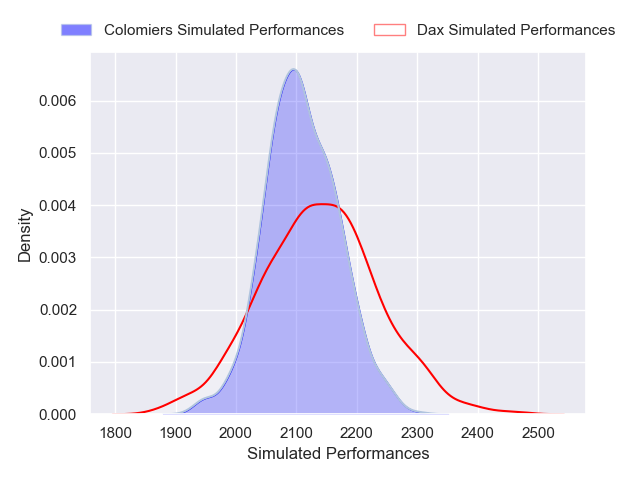 Colomiers Simulated Performances Dax Simulated Performances
0.006
0.005
0.004
0.003
0.002
0.001
0.000
Density
1800 1900 2000 2100 2200 2300 2400 2500
Simulated Performances